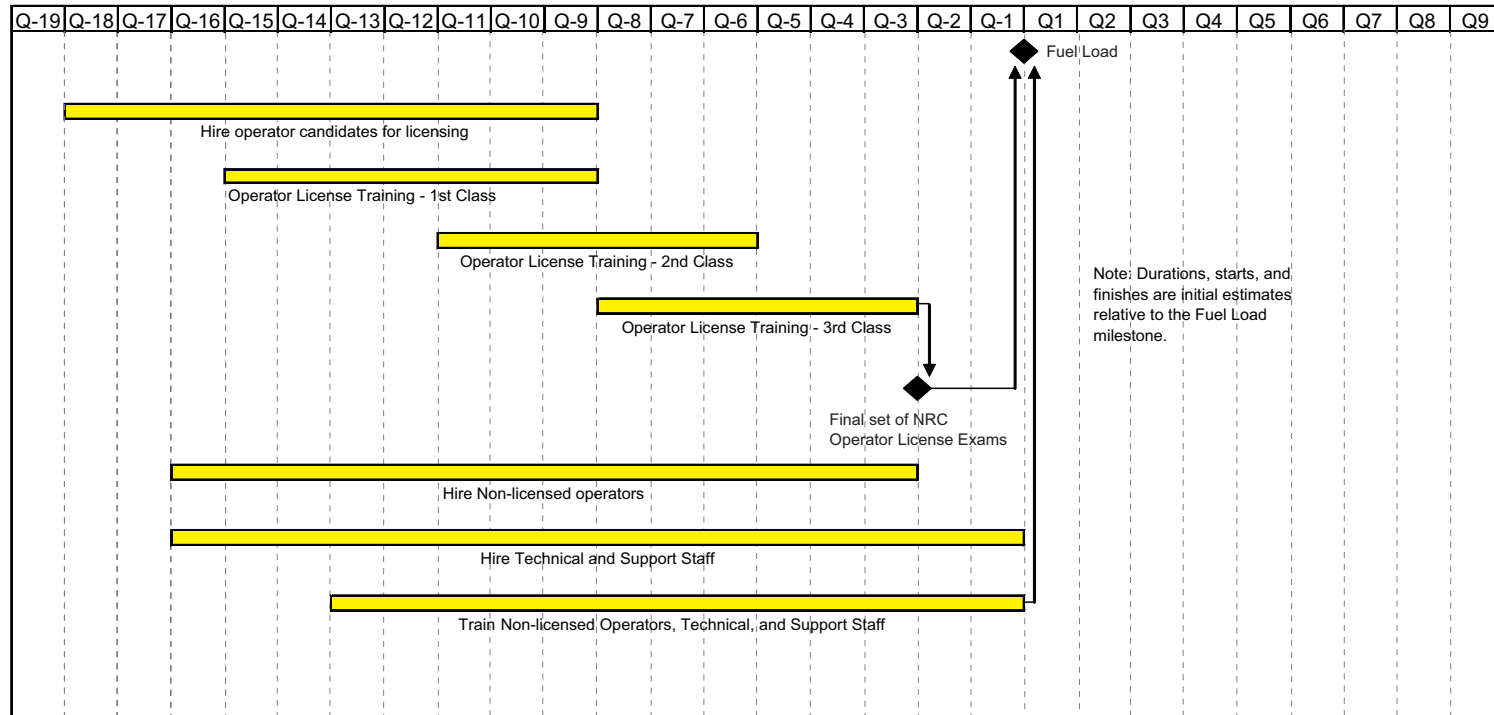 Q-19 Q-18 Q-17 Q-16 Q-15 Q-14 Q-13 Q-12 Q-11 Q-10 Q-9 Q-8 Q-7 Q-6 Q-5 Q-4 Q-3 Q-2 Q-1 Q1 Q2 Q3 Q4 Q5 Q6 Q7 Q8 Q9
Fuel Load
Hire operator candidates for licensing
Operator License Training - 1st Class
Operator License Training - 2nd Class
Note: Durations, starts, and
finishes are initial estimates
relative to the Fuel Load
milestone.
Operator License Training - 3rd Class
Final set of NRC
Operator License Exams
Hire Non-licensed operators
Hire Technical and Support Staff
Train Non-licensed Operators, Technical, and Support Staff